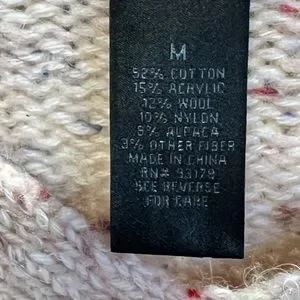 M
52% COTTON
15% ACRYLIC
12% WOOL
10% NYLON
8% ALPACA
3% OTHER FIBER
MADE IN CHINA
RN# 93179
SEE REVERSE
FOR CARE